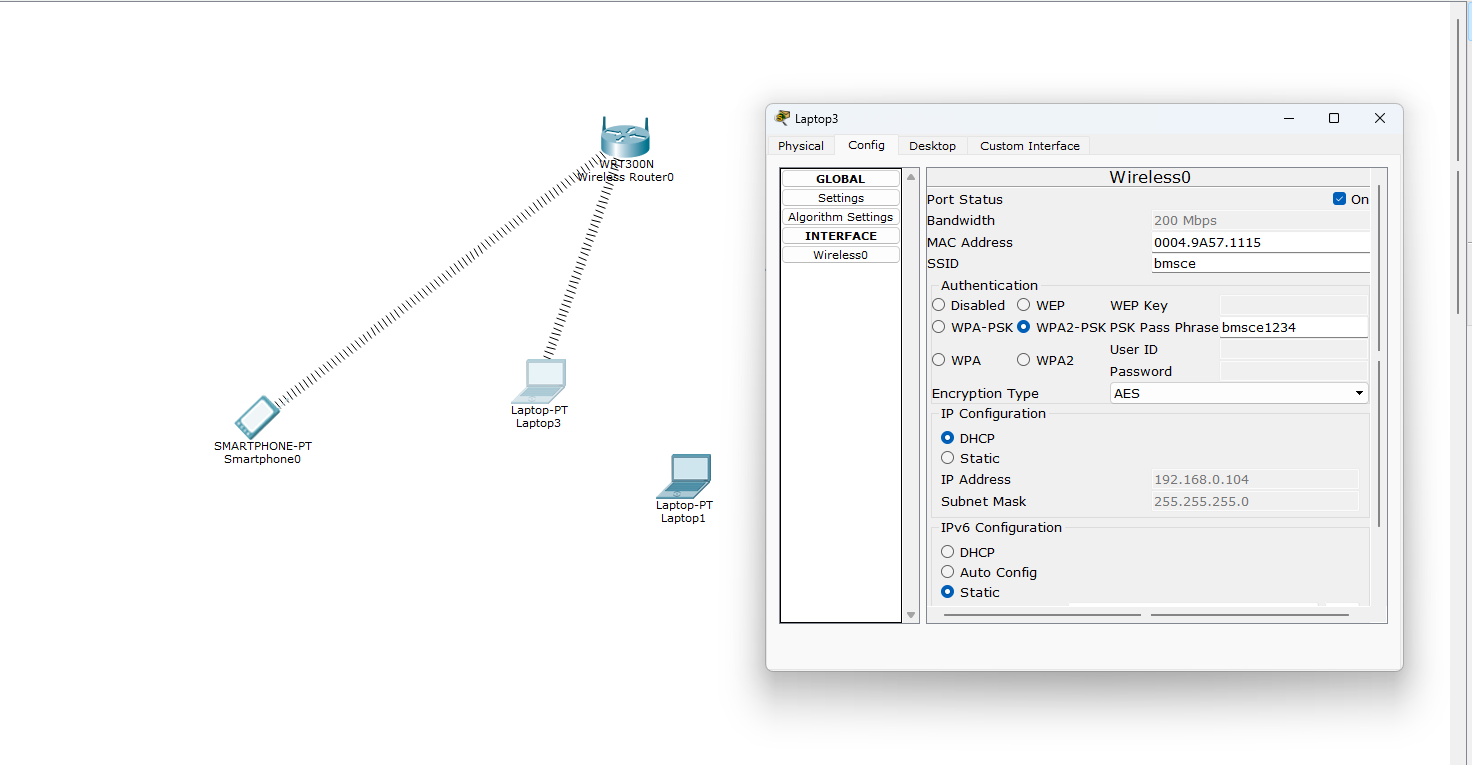 WRT300N
Wireless Router0
Laptop-PT
Laptop3
SMARTPHONE-PT
Smartphone0
Laptop-PT
Laptop1
Laptop3
Physical Config Desktop Custom Interface
GLOBAL
Settings
Algorithm Settings
INTERFACE
Wireless0
Wireless0
Port Status On
Bandwidth 200 Mbps
MAC Address 0004.9A57.1115
SSID bmsce
Authentication
Disabled WEP WEP Key
WPA-PSK WPA2-PSK PSK Pass Phrase bmsce1234
User ID
WPA WPA2
Password
Encryption Type AES
IP Configuration
DHCP
Static
IP Address 192.168.0.104
Subnet Mask 255.255.255.0
IPv6 Configuration
DHCP
Auto Config
Static